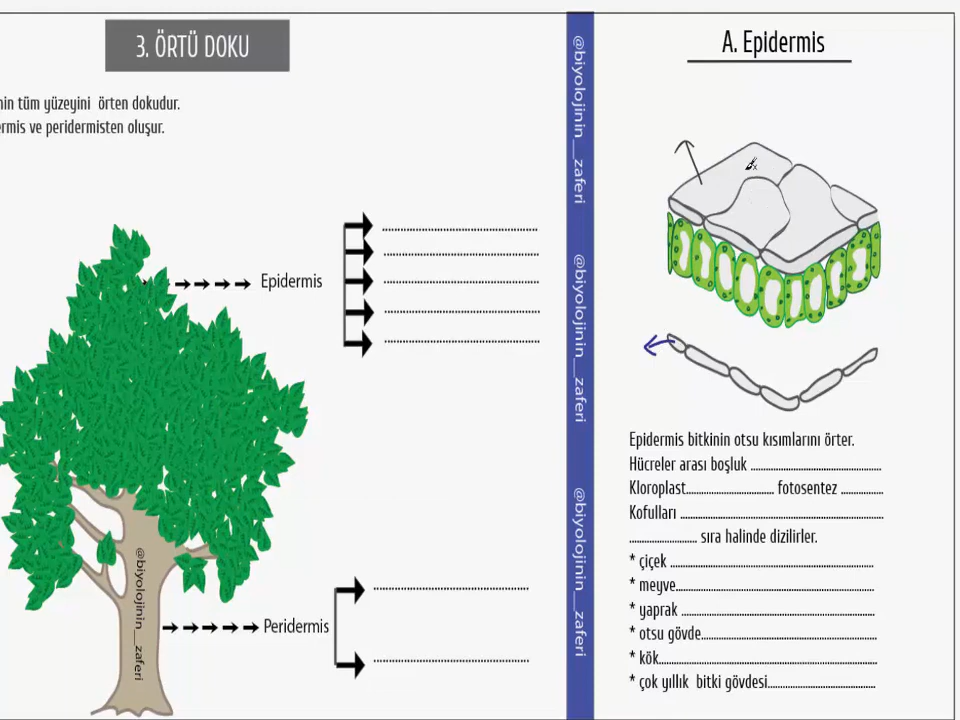 3. ÖRTÜ DOKU
tüm yüzeyini örten dokudur.
ve peridermisten oluşur.
Epidermis ..........................................
..........................................
..........................................
..........................................
..........................................
@biyolojinin__zaferi
Peridermis ..........................................
..........................................
@biyolojinin__zaferi
@biyolojinin__zaferi
@biyolojinin__zaferi
A. Epidermis
Epidermis bitkinin otsu kısımlarını örter.
Hücreler arası boşluk ..........................................
Kloroplast.............................. fotosentez ...............
Kofulları ..........................................
........................ sıra halinde dizilirler.
* çiçek ..........................................
* meyve..........................................
* yaprak ..........................................
* otsu gövde..........................................
* kök..........................................
* çok yıllık bitki gövdesi....................................